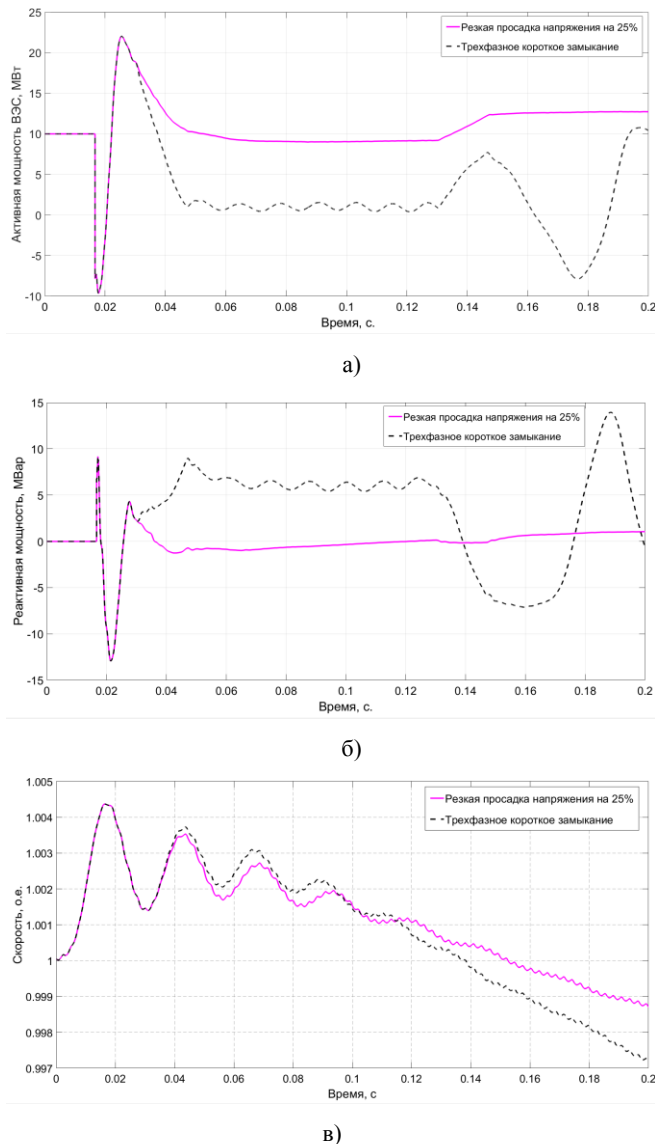 25
20
15
10
5
0
-5
-10
Активная мощность ВЭС, МВт
Резкая просадка напряжения на 25%
Трехфазное короткое замыкание
0 0.02 0.04 0.06 0.08 0.1 0.12 0.14 0.16 0.18 0.2
Время, с.
а)
15
10
5
0
-5
-10
-15
Реактивная мощность, МВар
Резкая просадка напряжения на 25%
Трехфазное короткое замыкание
0 0.02 0.04 0.06 0.08 0.1 0.12 0.14 0.16 0.18 0.2
Время, с.
б)
1.005
1.004
1.003
1.002
1.001
1
0.999
0.998
0.997
Скорость, о.е.
Резкая просадка напряжения на 25%
Трехфазное короткое замыкание
0 0.02 0.04 0.06 0.08 0.1 0.12 0.14 0.16 0.18 0.2
Время, с
в)